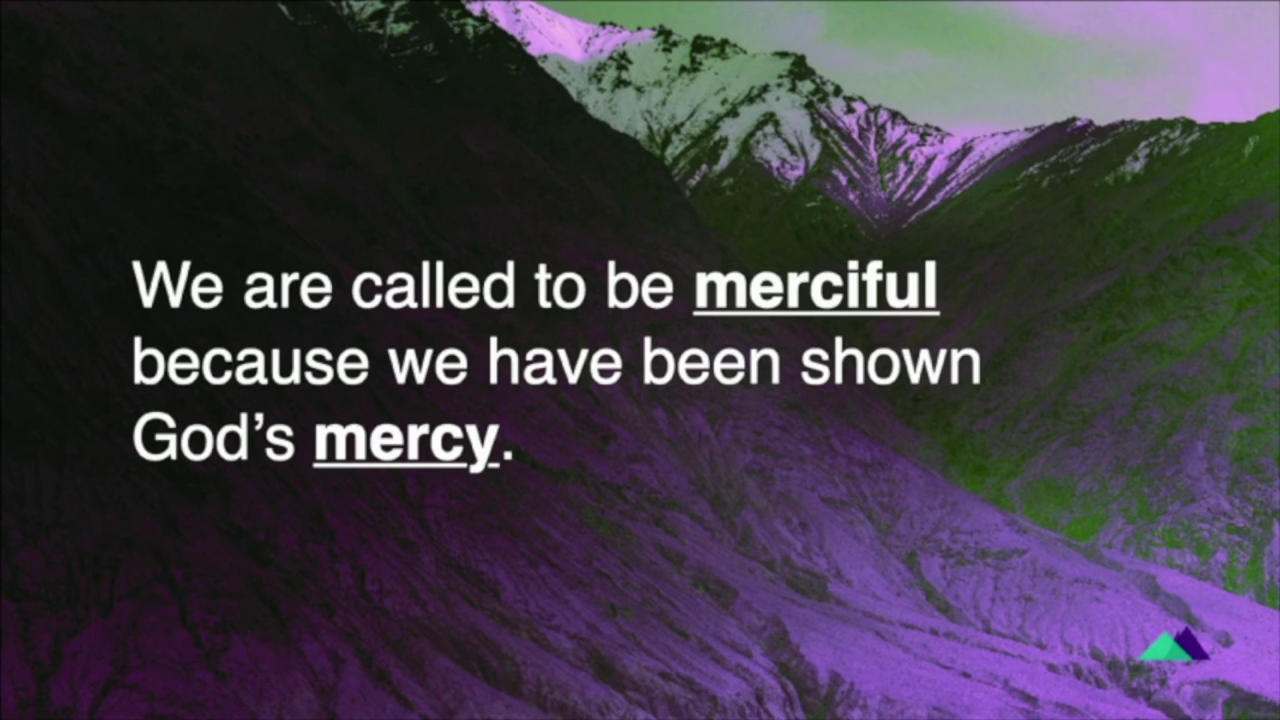 We are called to be merciful
because we have been shown
God’s mercy.